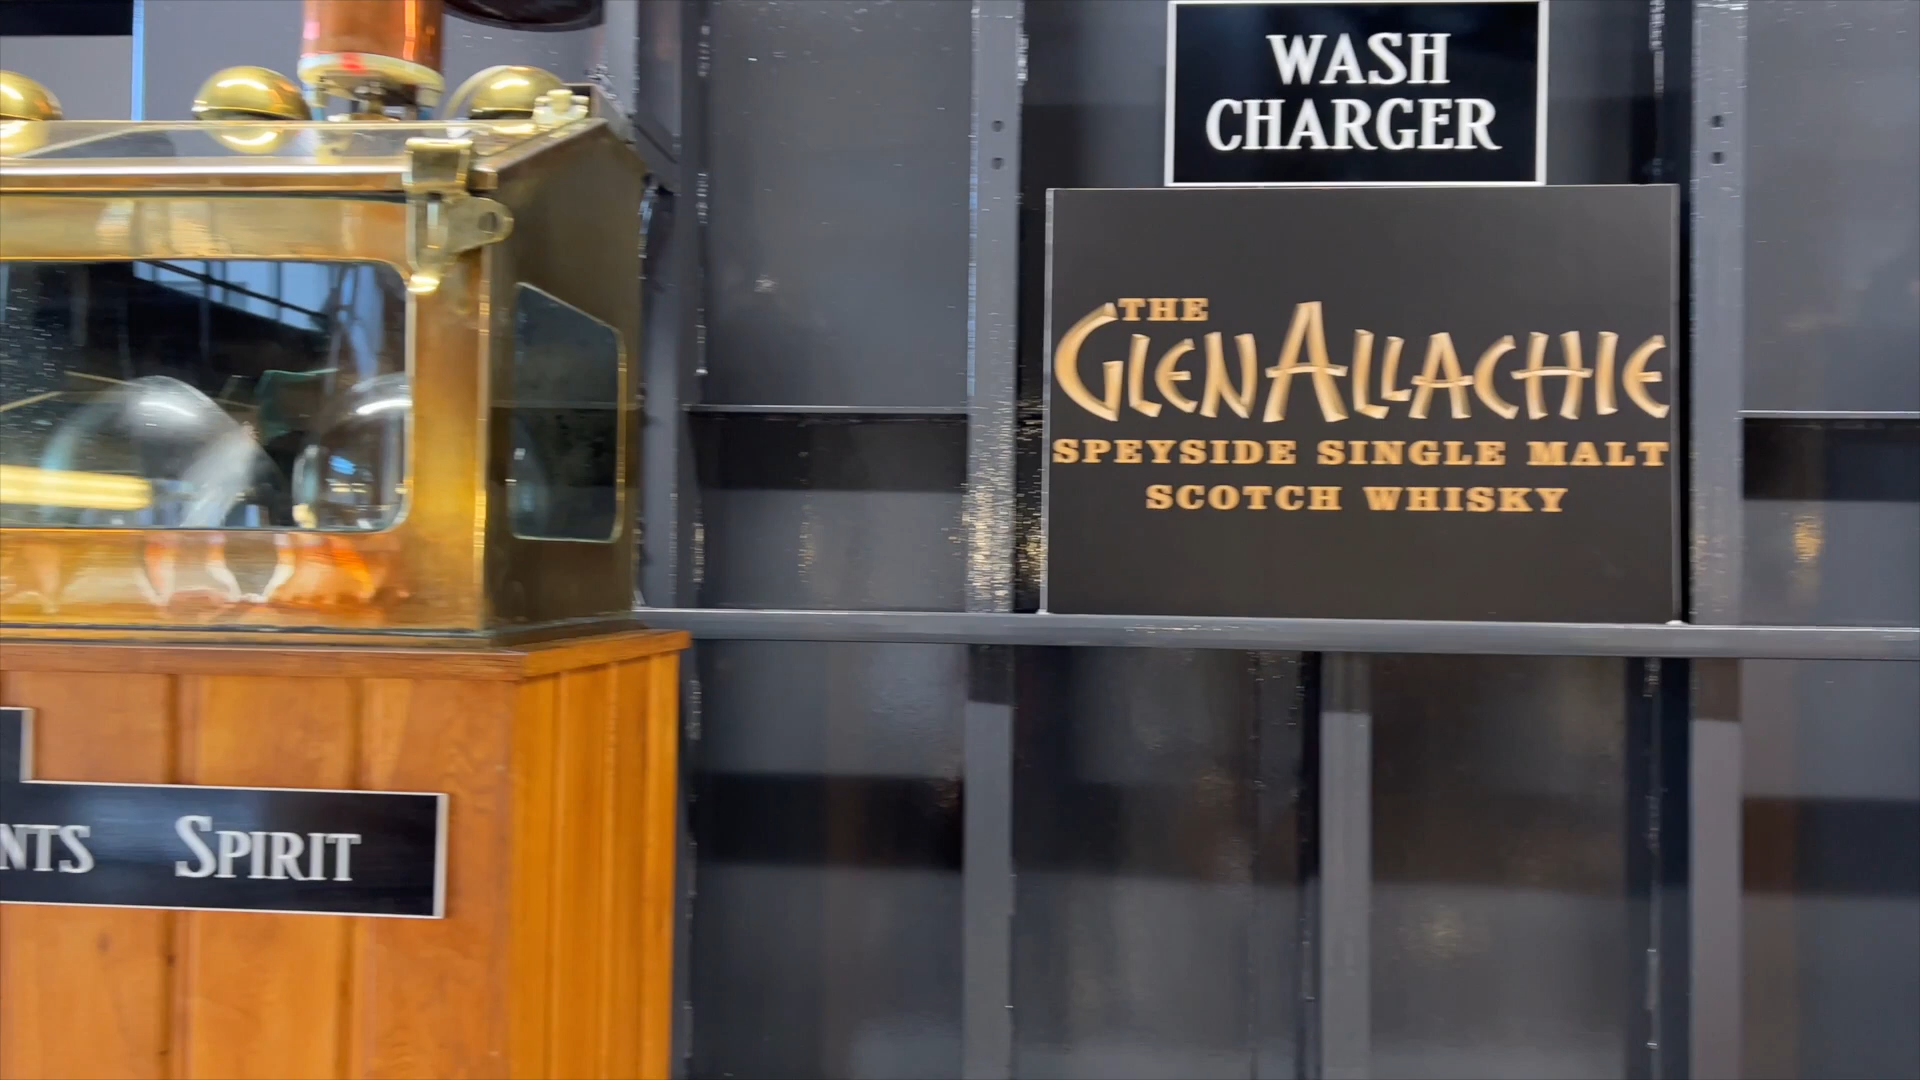 WASH
CHARGER
THE
GLENALLACHIE
SPEYSIDE SINGLE MALT
SCOTCH WHISKY
SPIRIT